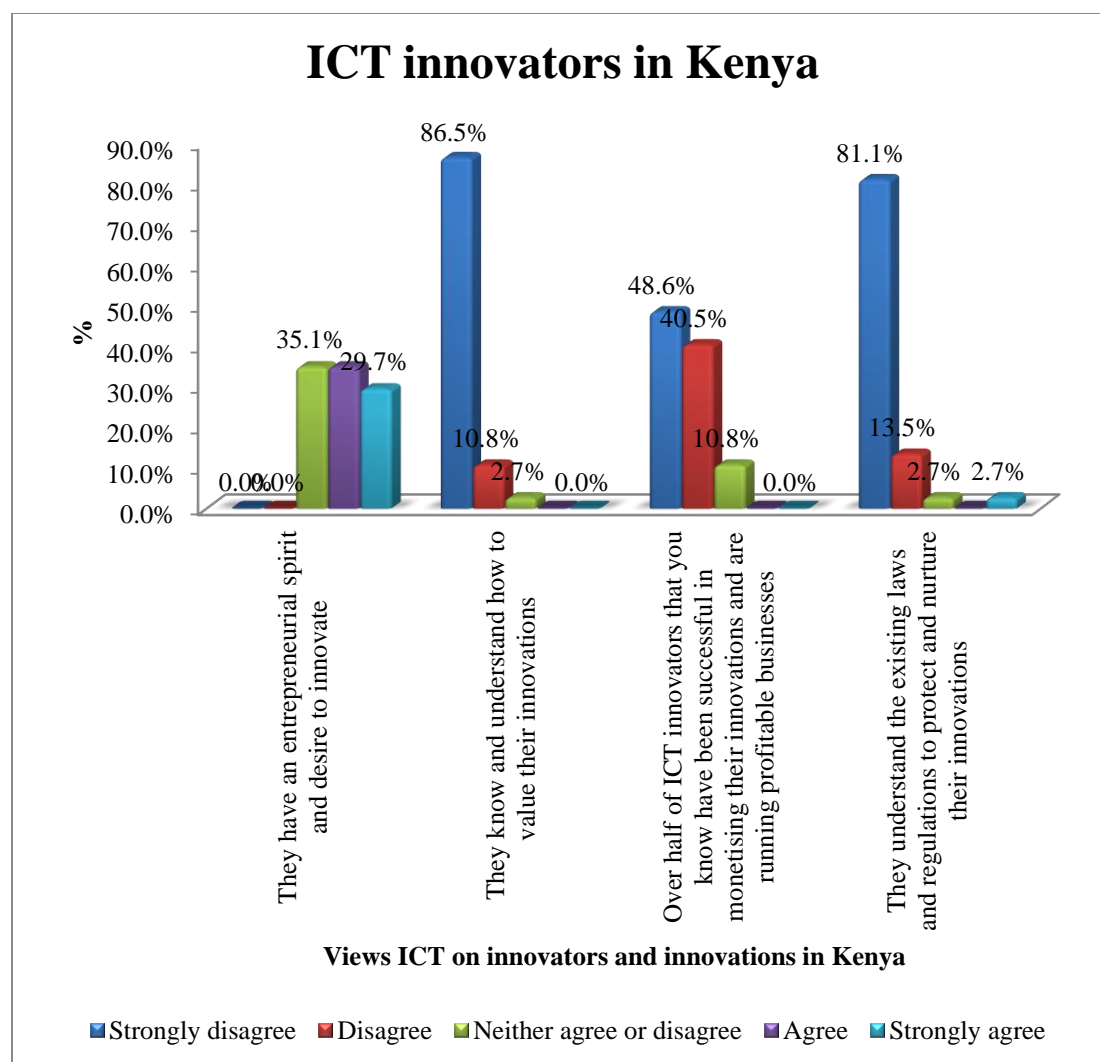 ICT innovators in Kenya
%
90.0%
80.0%
70.0%
60.0%
50.0%
40.0%
30.0%
20.0%
10.0%
0.0%
0.0%
0.0%
35.1%
29.7%
86.5%
10.8%
2.7%
0.0%
48.6%
40.5%
10.8%
0.0%
81.1%
13.5%
2.7%
2.7%
They have an entrepreneurial spirit
and desire to innovate
They know and understand how to
value their innovations
Over half of ICT innovators that you
know have been successful in
monetising their innovations and are
running profitable businesses
They understand the existing laws
and regulations to protect and nurture
their innovations
Views ICT on innovators and innovations in Kenya
Strongly disagree Disagree Neither agree or disagree Agree Strongly agree